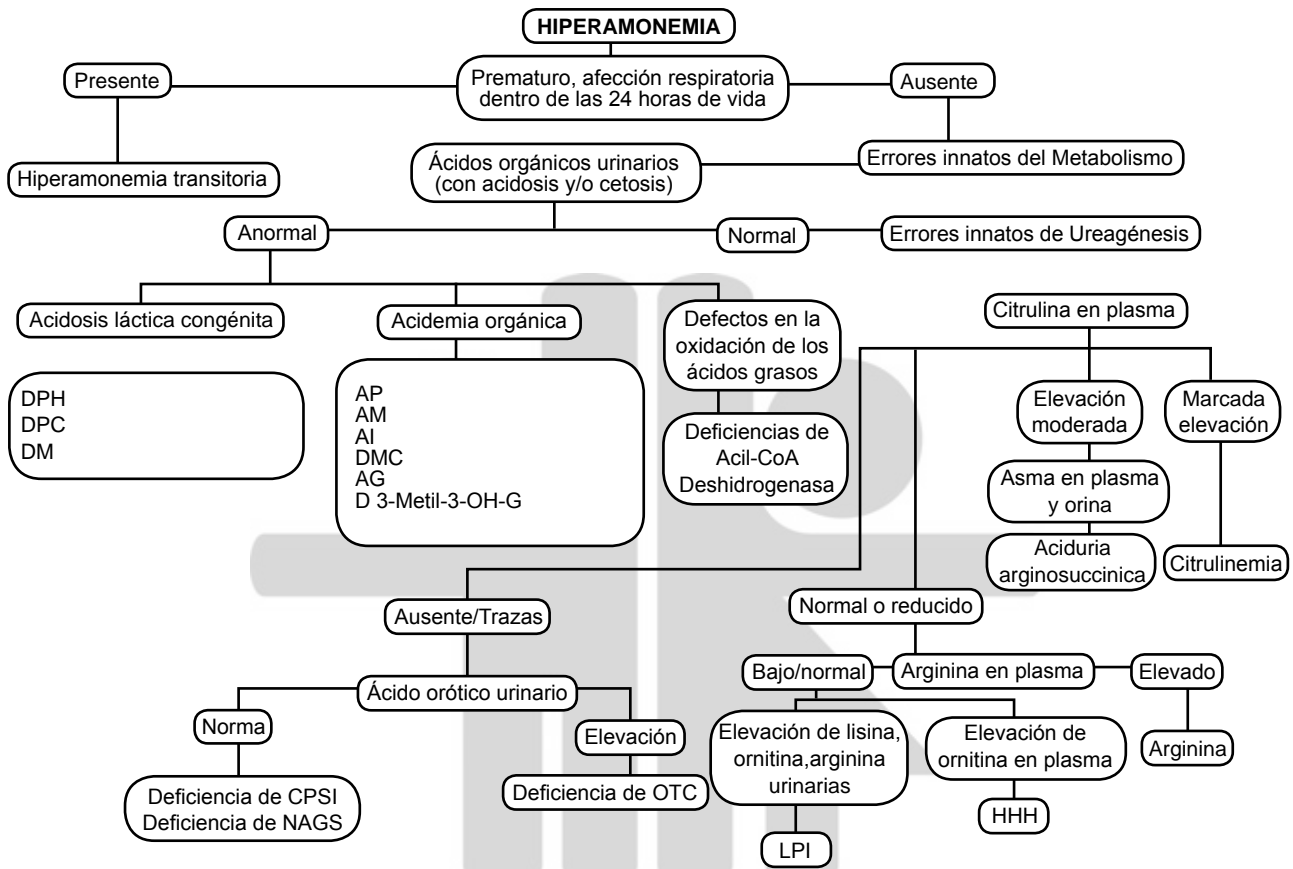 HIPERAMONEMIA
Presente
Prematuro, afección respiratoria
dentro de las 24 horas de vida
Ausente
Hiperamonemia transitoria
Ácidos orgánicos urinarios
(con acidosis y/o cetosis)
Errores innatos del Metabolismo
Anormal
Normal
Errores innatos de Ureagénesis
Acidosis láctica congénita
Acidemia orgánica
Defectos en la
oxidación de los
ácidos grasos
Citrulina en plasma
DPH
DPC
DM
AP
AM
AI
DMC
AG
D 3-Metil-3-OH-G
Deficiencias de
Acil-CoA
Deshidrogenasa
Elevación
moderada
Marcada
elevación
Asma en plasma
y orina
Aciduria
arginosuccinica
Citrulinemia
Ausente/Trazas
Normal o reducido
Ácido orótico urinario
Bajo/normal
Arginina en plasma
Elevado
Norma
Elevación
Elevación de lisina,
ornitina,arginina
urinarias
Elevación de
ornitina en plasma
Arginina
Deficiencia de CPSI
Deficiencia de NAGS
Deficiencia de OTC
HHH
LPI